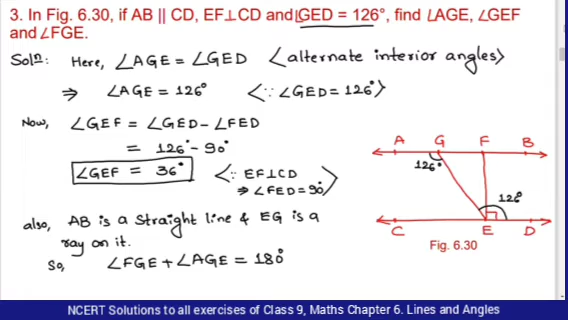 3. In Fig. 6.30, if AB || CD, EF⊥CD and ∠GED = 126°, find ∠AGE, ∠GEF
and ∠FGE.
Solⁿ: Here, ∠AGE = ∠GED <alternate interior angles>
⇒ ∠AGE = 126° <∵ ∠GED = 126°>
Now, ∠GEF = ∠GED - ∠FED
= 126° - 90°
∠GEF = 36° <∵ EF⊥CD
⇒ ∠FED = 90°>
also, AB is a straight line & EG is a
ray on it.
So, ∠FGE + ∠AGE = 180°
A G F B
126°
126°
C E D
Fig. 6.30
NCERT Solutions to all exercises of Class 9, Maths Chapter 6. Lines and Angles